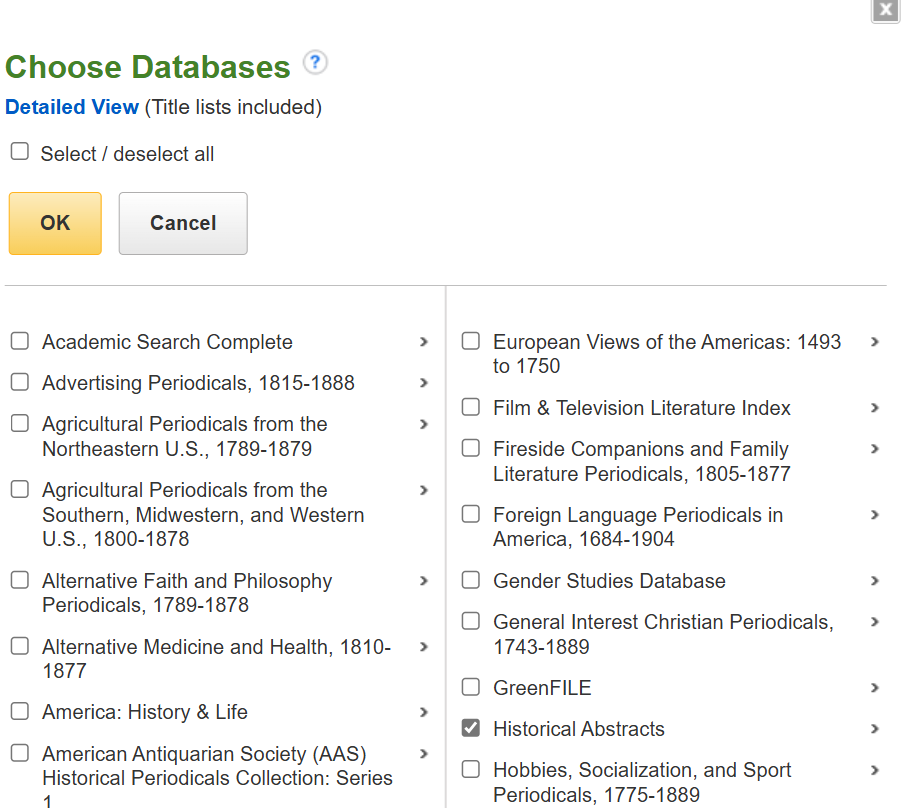 Choose Databases ?
Detailed View (Title lists included)
Select / deselect all
OK Cancel
Academic Search Complete
Advertising Periodicals, 1815-1888
Agricultural Periodicals from the
Northeastern U.S., 1789-1879
Agricultural Periodicals from the
Southern, Midwestern, and Western
U.S., 1800-1878
Alternative Faith and Philosophy
Periodicals, 1789-1878
Alternative Medicine and Health, 1810-
1877
America: History & Life
American Antiquarian Society (AAS)
Historical Periodicals Collection: Series
1
European Views of the Americas: 1493
to 1750
Film & Television Literature Index
Fireside Companions and Family
Literature Periodicals, 1805-1877
Foreign Language Periodicals in
America, 1684-1904
Gender Studies Database
General Interest Christian Periodicals,
1743-1889
GreenFILE
Historical Abstracts
Hobbies, Socialization, and Sport
Periodicals, 1775-1889